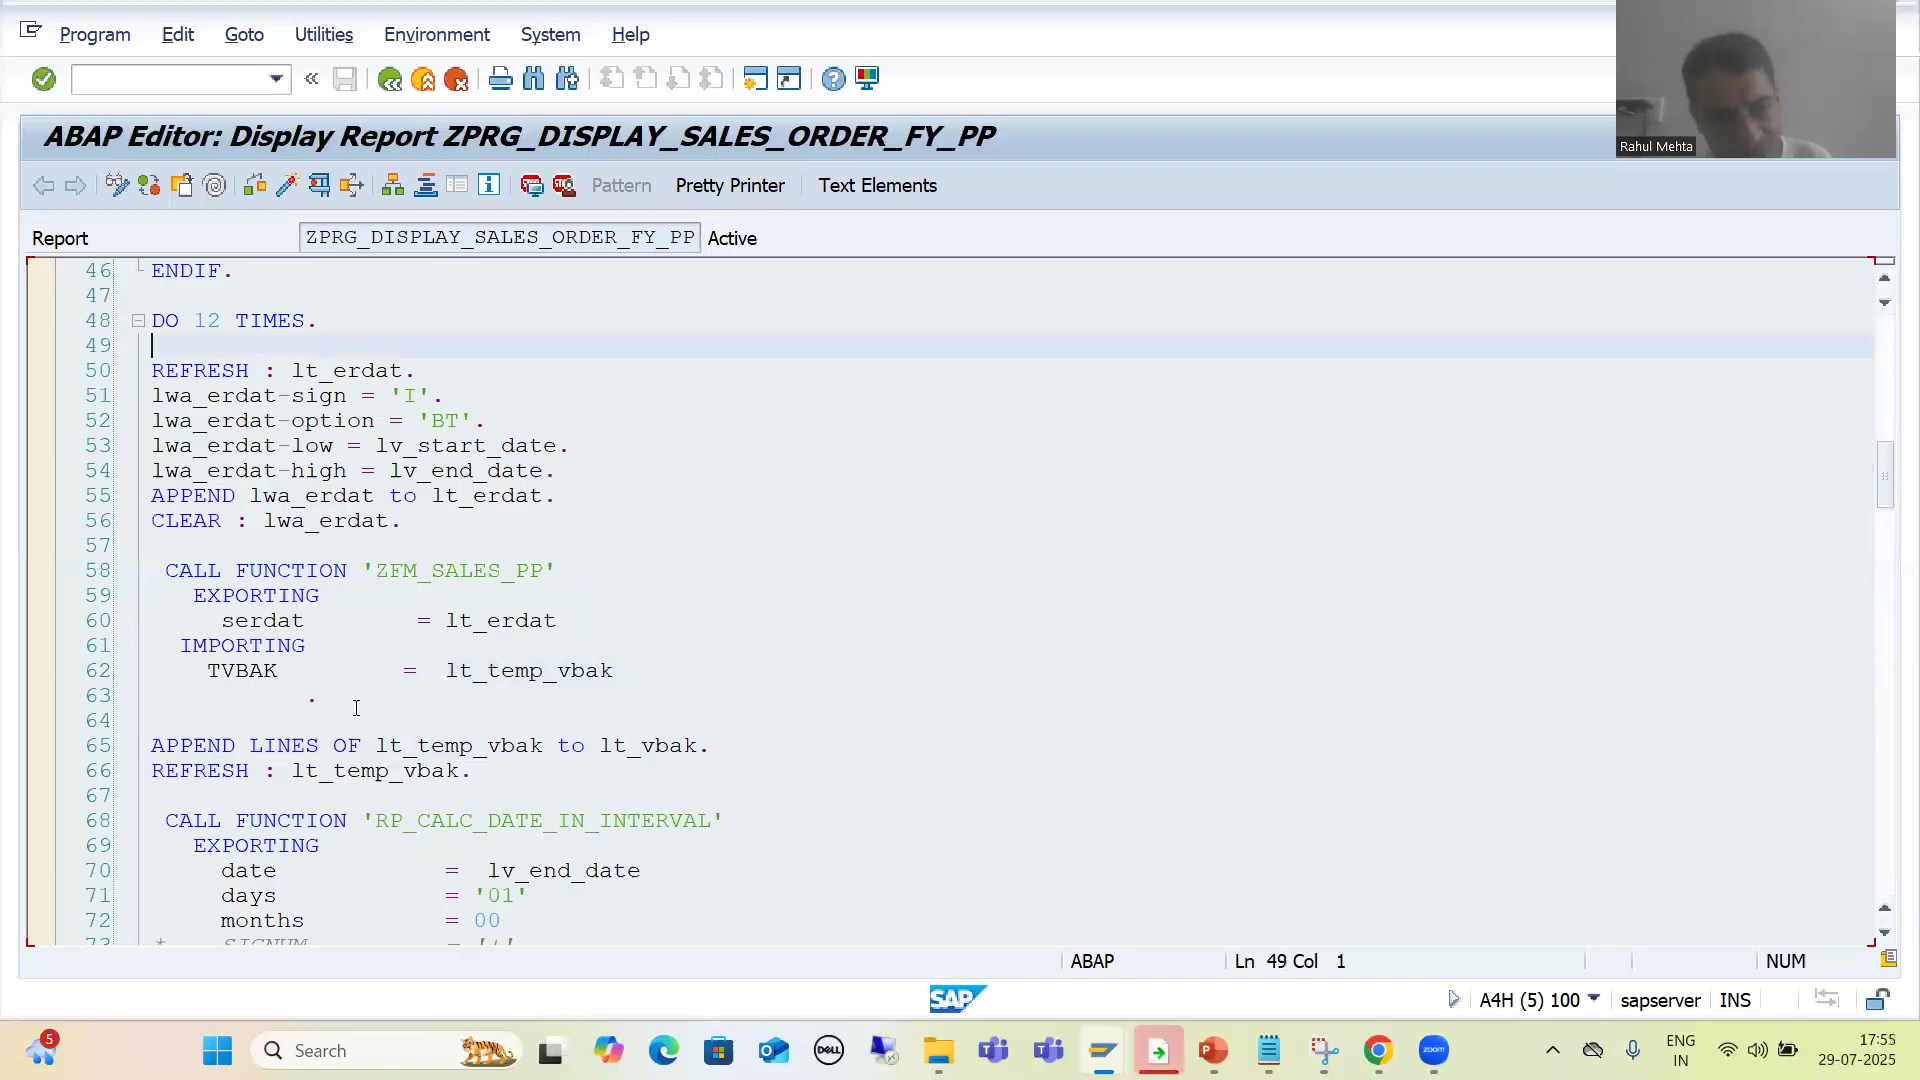 Program Edit Goto Utilities Environment System Help
«
Rahul Mehta
ABAP Editor: Display Report ZPRG_DISPLAY_SALES_ORDER_FY_PP
Pattern Pretty Printer Text Elements
Report ZPRG_DISPLAY_SALES_ORDER_FY_PP Active
46 ENDIF.
47
48 DO 12 TIMES.
49
50 REFRESH : lt_erdat.
51 lwa_erdat-sign = 'I'.
52 lwa_erdat-option = 'BT'.
53 lwa_erdat-low = lv_start_date.
54 lwa_erdat-high = lv_end_date.
55 APPEND lwa_erdat to lt_erdat.
56 CLEAR : lwa_erdat.
57
58 CALL FUNCTION 'ZFM_SALES_PP'
59 EXPORTING
60 serdat = lt_erdat
61 IMPORTING
62 TVBAK = lt_temp_vbak
63 .
64
65 APPEND LINES OF lt_temp_vbak to lt_vbak.
66 REFRESH : lt_temp_vbak.
67
68 CALL FUNCTION 'RP_CALC_DATE_IN_INTERVAL'
69 EXPORTING
70 date = lv_end_date
71 days = '01'
72 months = 00
73 * SIGNUM = '+'
ABAP Ln 49 Col 1 NUM
SAP A4H (5) 100 sapserver INS
5 Search DELL zoom ENG IN 17:55 29-07-2025